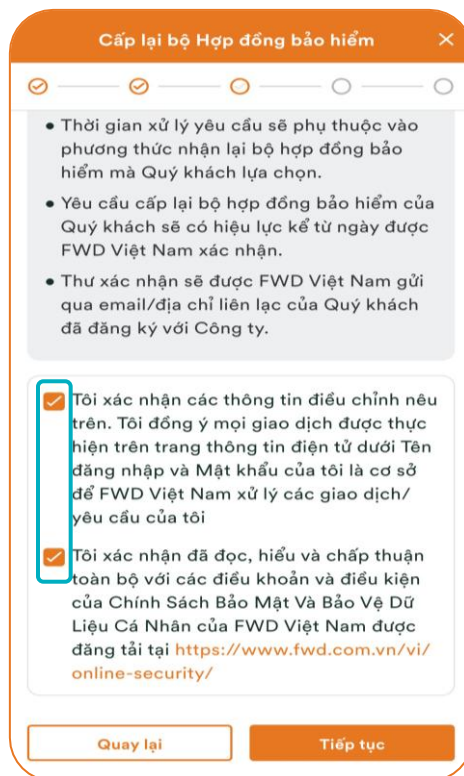 Cấp lại bộ Hợp đồng bảo hiểm
• Thời gian xử lý yêu cầu sẽ phụ thuộc vào
phương thức nhận lại bộ hợp đồng bảo
hiểm mà Quý khách lựa chọn.
• Yêu cầu cấp lại bộ hợp đồng bảo hiểm của
Quý khách sẽ có hiệu lực kể từ ngày được
FWD Việt Nam xác nhận.
• Thư xác nhận sẽ được FWD Việt Nam gửi
qua email/địa chỉ liên lạc của Quý khách
đã đăng ký với Công ty.
Tôi xác nhận các thông tin điều chỉnh nêu
trên. Tôi đồng ý mọi giao dịch được thực
hiện trên trang thông tin điện tử dưới Tên
đăng nhập và Mật khẩu của tôi là cơ sở
để FWD Việt Nam xử lý các giao dịch/
yêu cầu của tôi
Tôi xác nhận đã đọc, hiểu và chấp thuận
toàn bộ với các điều khoản và điều kiện
của Chính Sách Bảo Mật Và Bảo Vệ Dữ
Liệu Cá Nhân của FWD Việt Nam được
đăng tải tại https://www.fwd.com.vn/vi/
online-security/
Quay lại
Tiếp tục